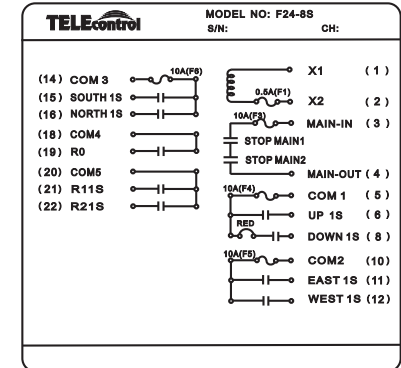 TELEcontrol
MODEL NO: F24-8S
S/N: CH:
(14) COM 3 10A(F6)
(15) SOUTH 1S
(16) NORTH 1S
(18) COM4
(19) R0
(20) COM5
(21) R11S
(22) R21S
X1 (1)
0.5A(F1) X2 (2)
10A(F3) MAIN-IN (3)
STOP MAIN1
STOP MAIN2
MAIN-OUT (4)
10A(F4) COM 1 (5)
UP 1S (6)
RED
DOWN 1S (8)
10A(F5) COM2 (10)
EAST 1S (11)
WEST 1S (12)